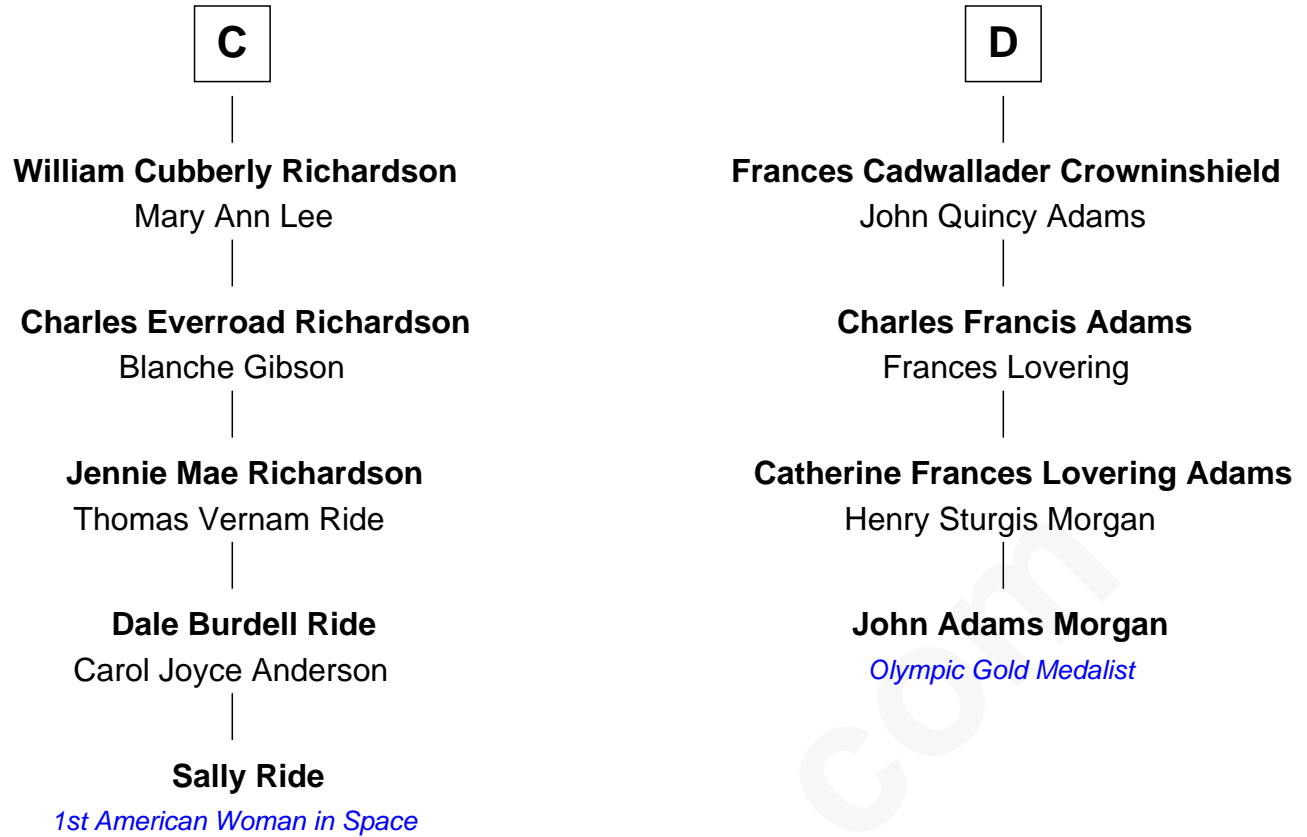 C
William Cubberly Richardson
Mary Ann Lee
Charles Everroad Richardson
Blanche Gibson
Jennie Mae Richardson
Thomas Vernam Ride
Dale Burdell Ride
Carol Joyce Anderson
Sally Ride
1st American Woman in Space
D
Frances Cadwallader Crowninshield
John Quincy Adams
Charles Francis Adams
Frances Lovering
Catherine Frances Lovering Adams
Henry Sturgis Morgan
John Adams Morgan
Olympic Gold Medalist
com